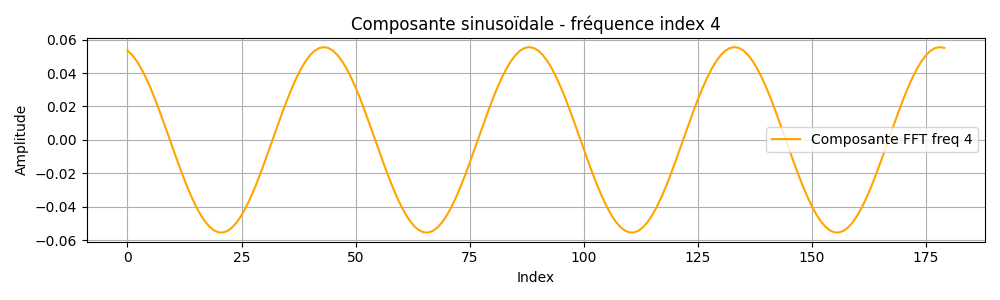 Composante sinusoïdale - fréquence index 4
Amplitude
0.06
0.04
0.02
0.00
−0.02
−0.04
−0.06
Composante FFT freq 4
0 25 50 75 100 125 150 175
Index